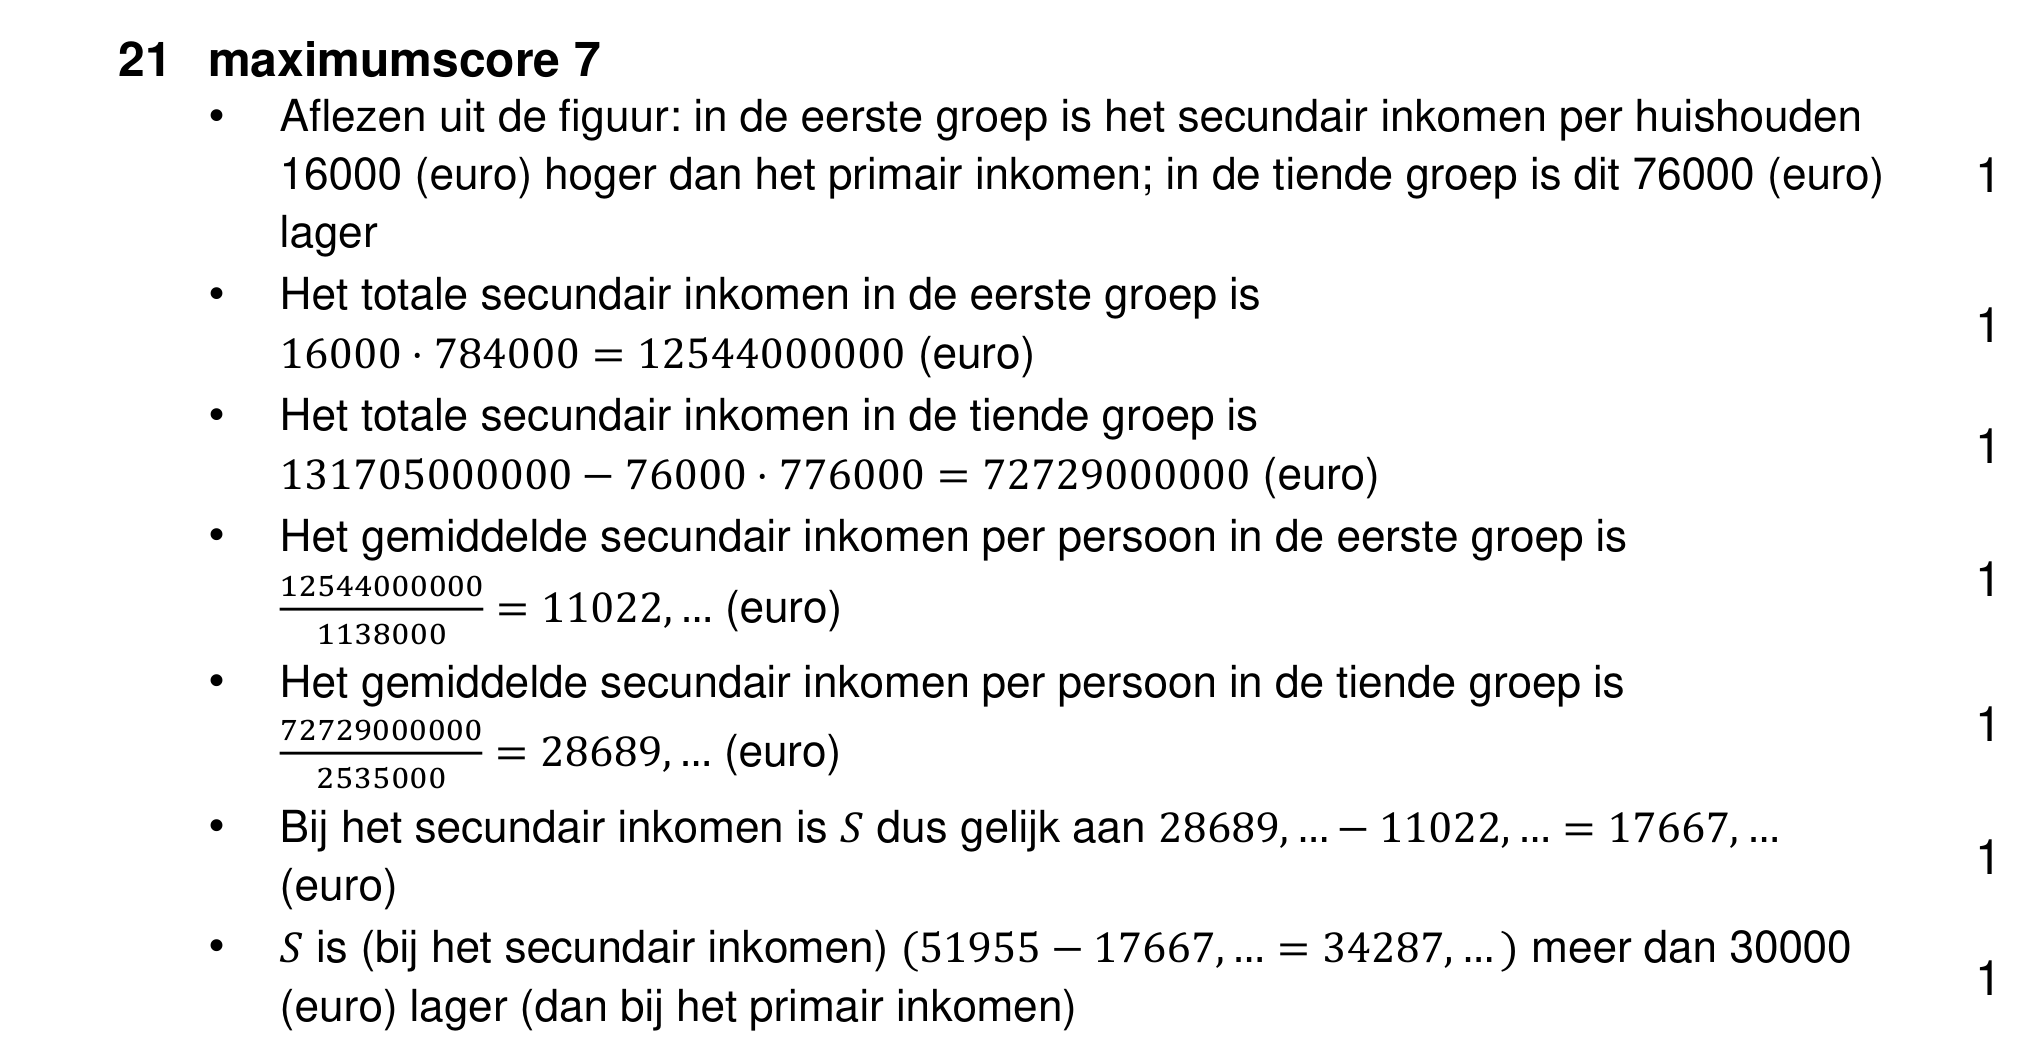 21 maximumscore 7
• Aflezen uit de figuur: in de eerste groep is het secundair inkomen per huishouden
16000 (euro) hoger dan het primair inkomen; in de tiende groep is dit 76000 (euro) 1
lager
• Het totale secundair inkomen in de eerste groep is
16000 · 784000 = 12544000000 (euro) 1
• Het totale secundair inkomen in de tiende groep is
131705000000 − 76000 · 776000 = 72729000000 (euro) 1
• Het gemiddelde secundair inkomen per persoon in de eerste groep is
12544000000/1138000 = 11022, ... (euro) 1
• Het gemiddelde secundair inkomen per persoon in de tiende groep is
72729000000/2535000 = 28689, ... (euro) 1
• Bij het secundair inkomen is S dus gelijk aan 28689, ... − 11022, ... = 17667, ...
(euro) 1
• S is (bij het secundair inkomen) (51955 − 17667, ... = 34287, ... ) meer dan 30000
(euro) lager (dan bij het primair inkomen) 1